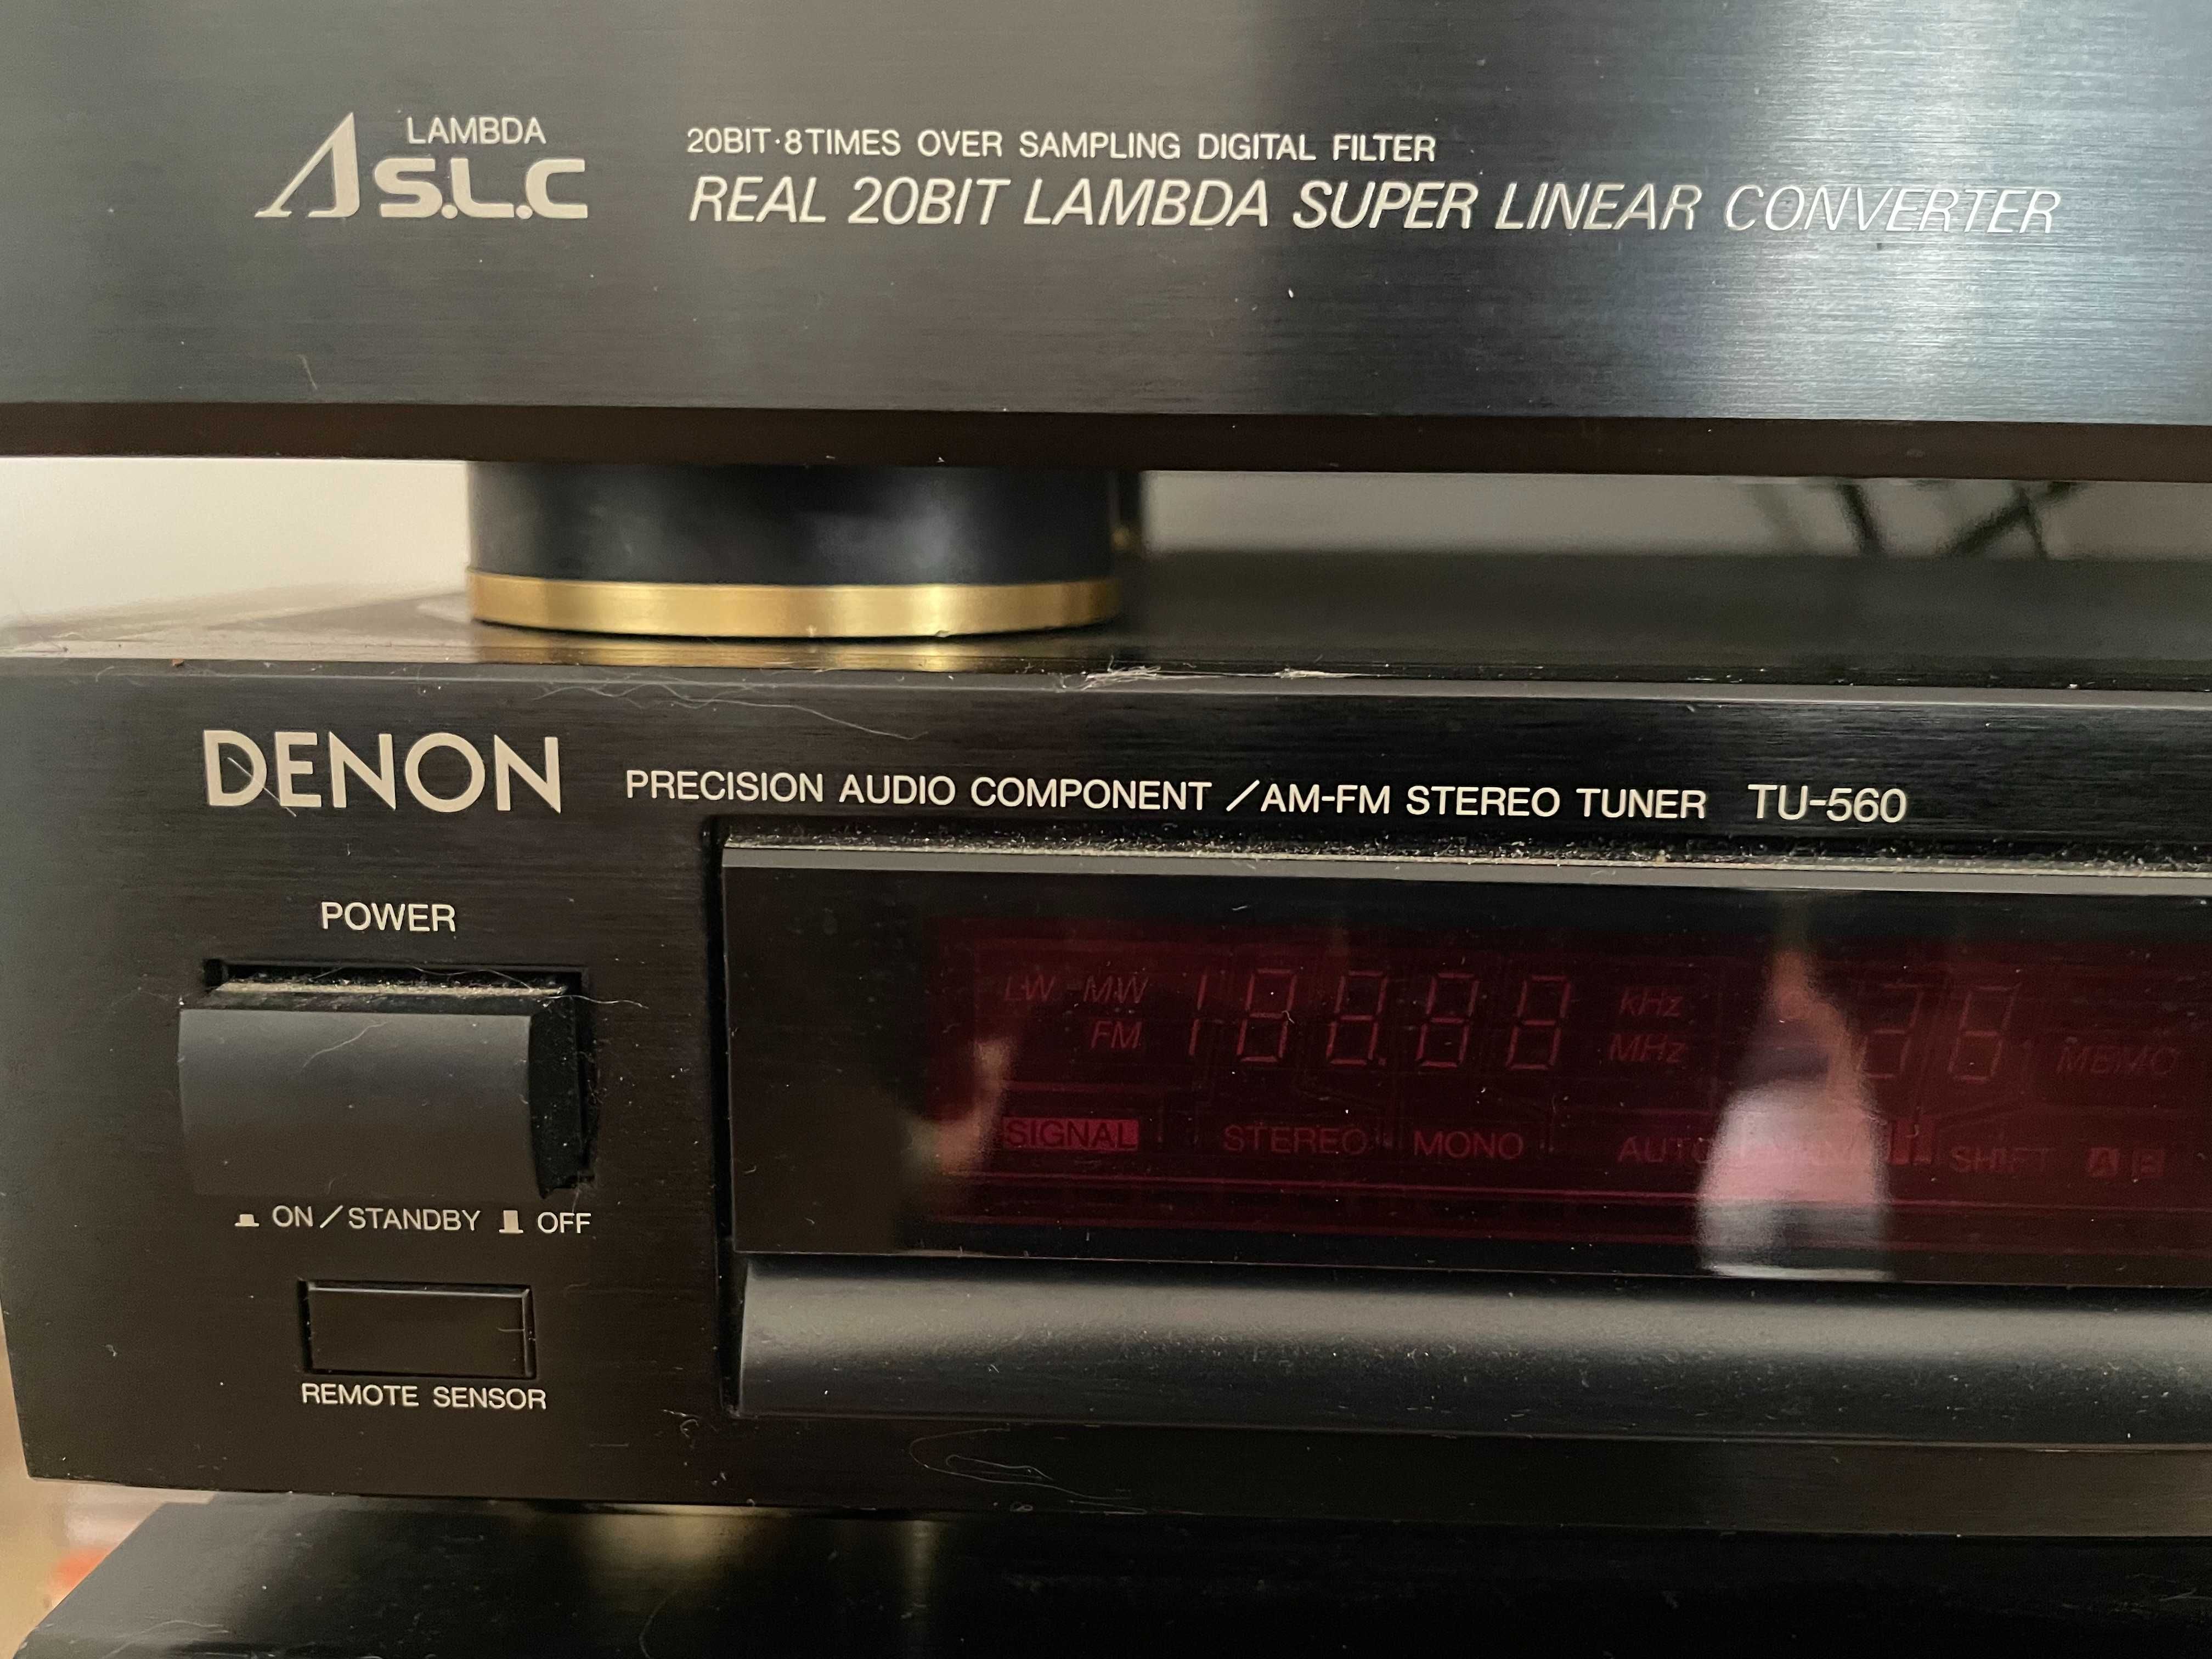 LAMBDA
S.L.C
20BIT·8TIMES OVER SAMPLING DIGITAL FILTER
REAL 20BIT LAMBDA SUPER LINEAR CONVERTER
DENON PRECISION AUDIO COMPONENT /AM-FM STEREO TUNER TU-560
POWER
ON/STANDBY OFF
REMOTE SENSOR
LW MW kHz
FM MHz MEMO
SIGNAL STEREO MONO AUTO SHIFT A B